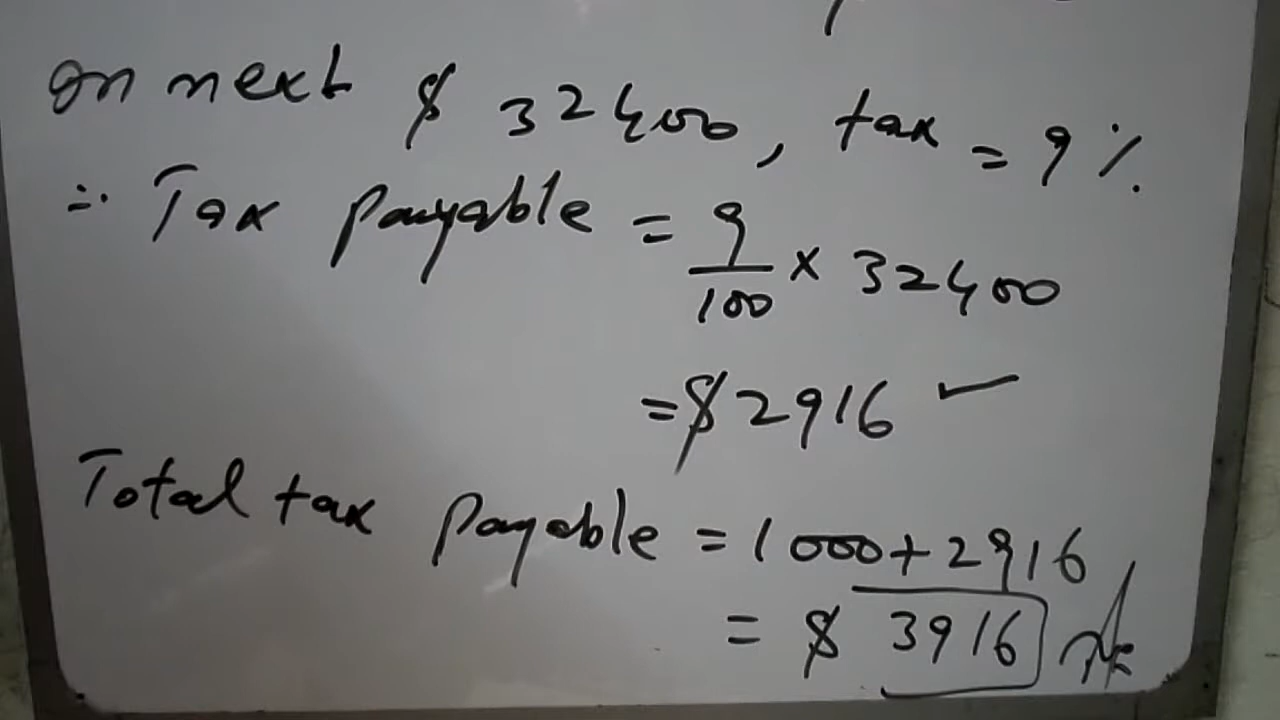 On next $ 32400, tax = 9%
∴ Tax payable = 9/100 × 32400
= $2916 ✓
Total tax payable = 1000+2916
= $ 3916